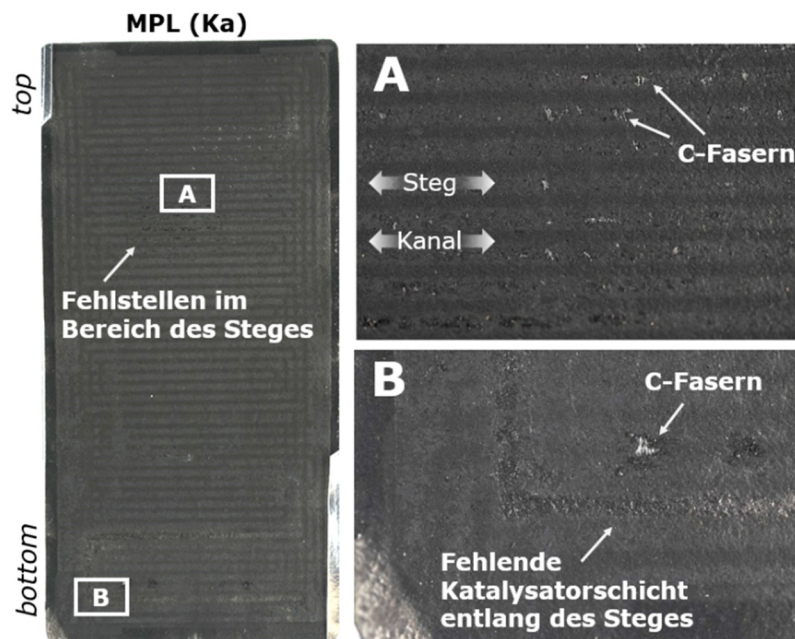 MPL (Ka)
top
A
Fehlstellen im
Bereich des Steges
bottom
B
A
C-Fasern
Steg
Kanal
B
C-Fasern
Fehlende
Katalysatorschicht
entlang des Steges